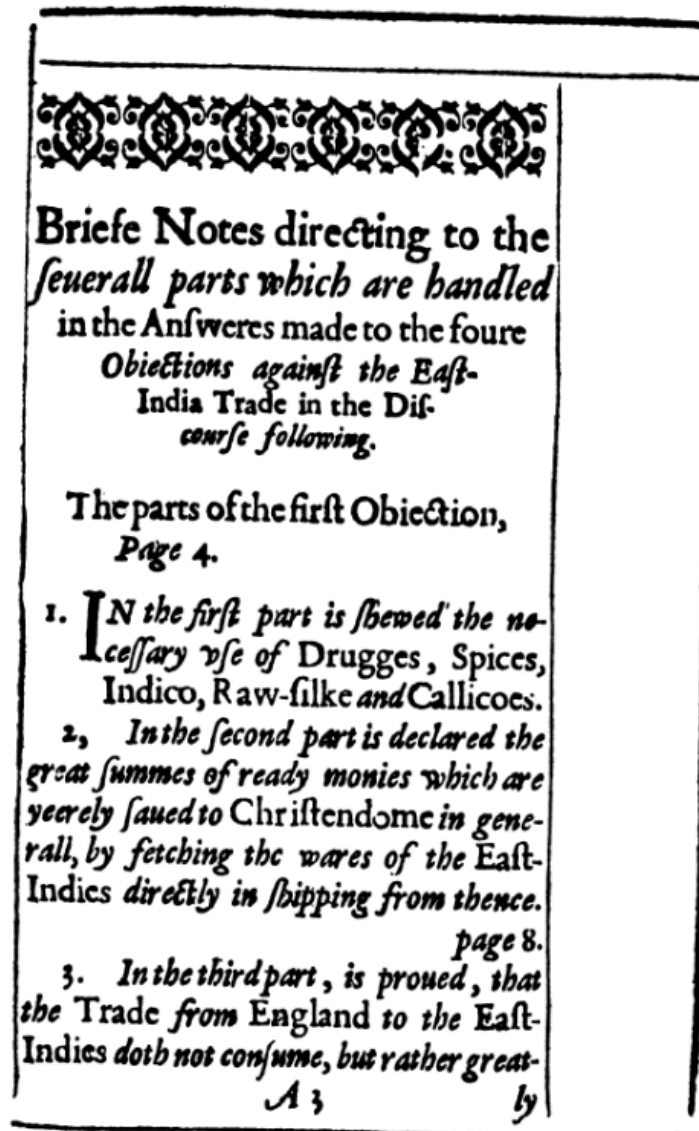 Briefe Notes directing to the
ſeuerall parts which are handled
in the Anſweres made to the foure
Obiections againſt the Eaſt-
India Trade in the Diſ-
courſe following.
The parts of the firſt Obiection,
Page 4.
1. IN the firſt part is ſhewed the ne-
ceſſary vſe of Drugges, Spices,
Indico, Raw-ſilke and Callicoes.
2, In the ſecond part is declared the
great ſummes of ready monies which are
yeerely ſaued to Chriſtendome in gene-
rall, by fetching the wares of the Eaſt-
Indies directly in ſhipping from thence.
page 8.
3. In the third part, is proued, that
the Trade from England to the Eaſt-
Indies doth not conſume, but rather great-
A 3 ly